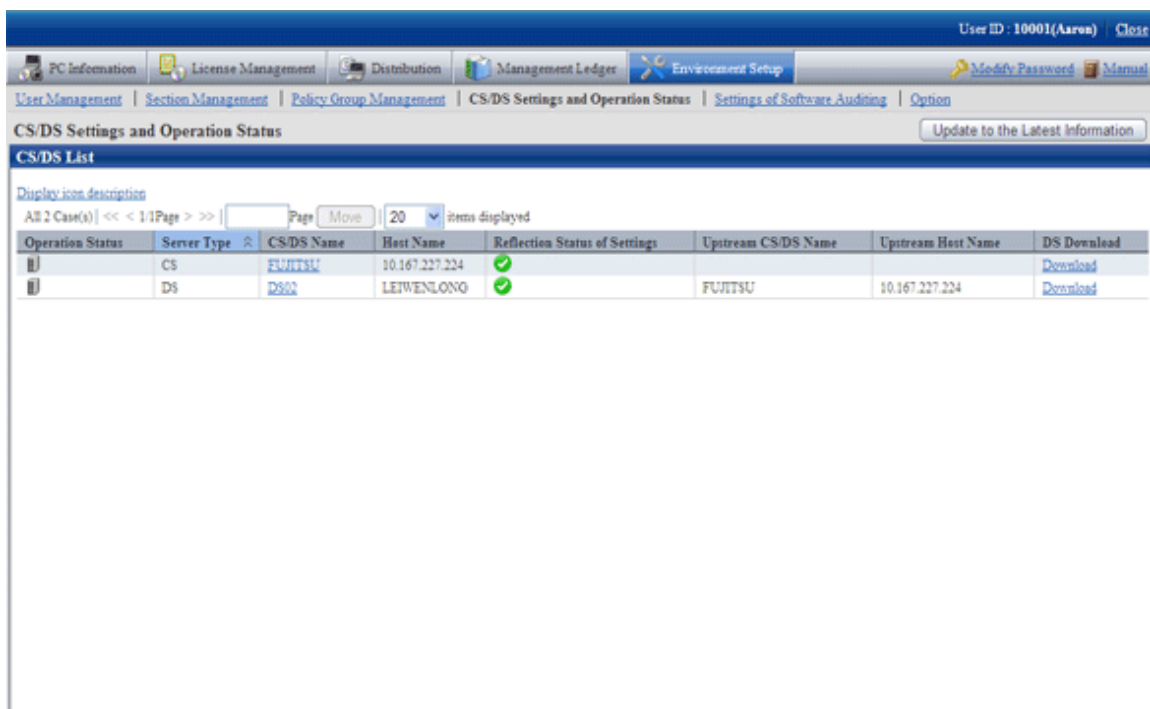 User ID : 10001(Aaron) Close
PC Information License Management Distribution Management Ledger Environment Setup Modify Password Manual
User Management | Section Management | Policy Group Management | CS/DS Settings and Operation Status | Settings of Software Auditing | Option
CS/DS Settings and Operation Status Update to the Latest Information
CS/DS List
Display icon description
All 2 Case(s) | << < 1/1Page > >> | Page Move | 20 items displayed
Operation Status Server Type CS/DS Name Host Name Reflection Status of Settings Upstream CS/DS Name Upstream Host Name DS Download
CS FUJITSU 10.167.227.224 Download
DS DS02 LEIWENLONG FUJITSU 10.167.227.224 Download